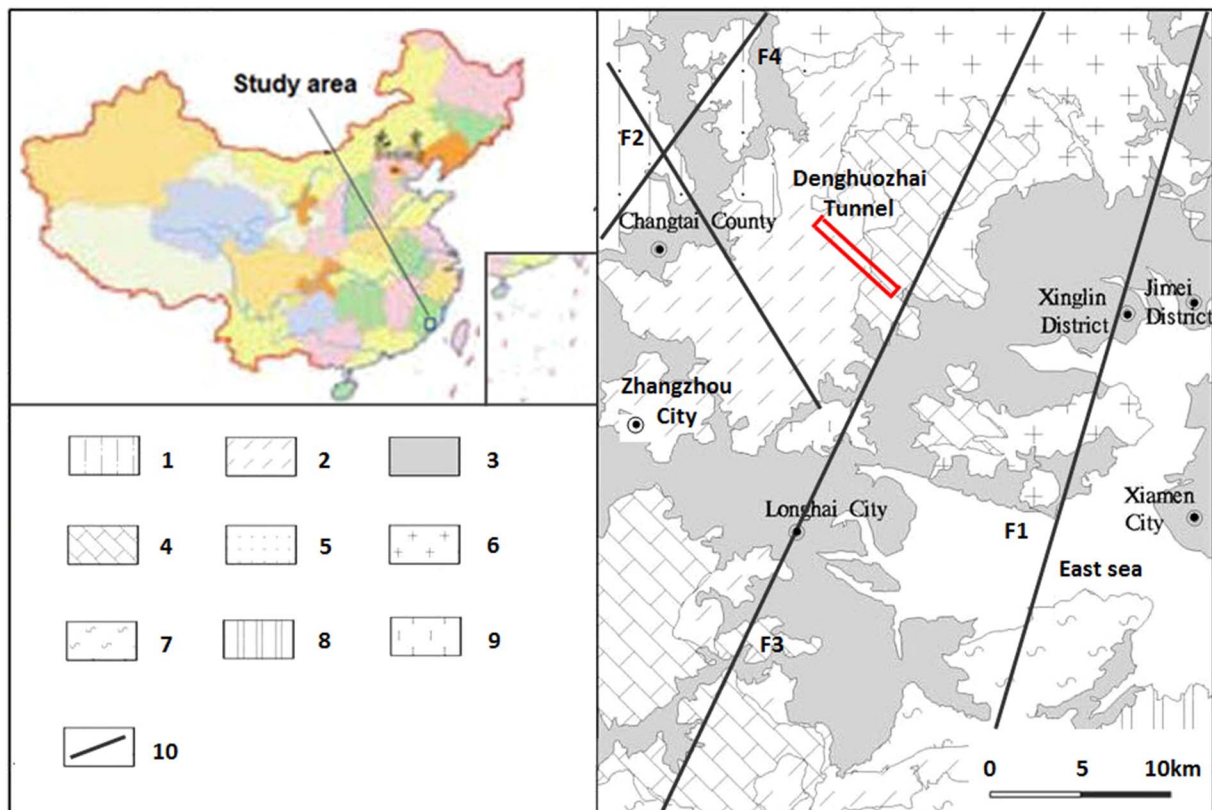 Study area
1
2
3
4
5
6
7
8
9
10
F4
F2
Denghuozhai
Tunnel
Changtai County
Xinglin
District
Jimei
District
Zhangzhou
City
Longhai City
Xiamen
City
F1
East sea
F3
0 5 10km